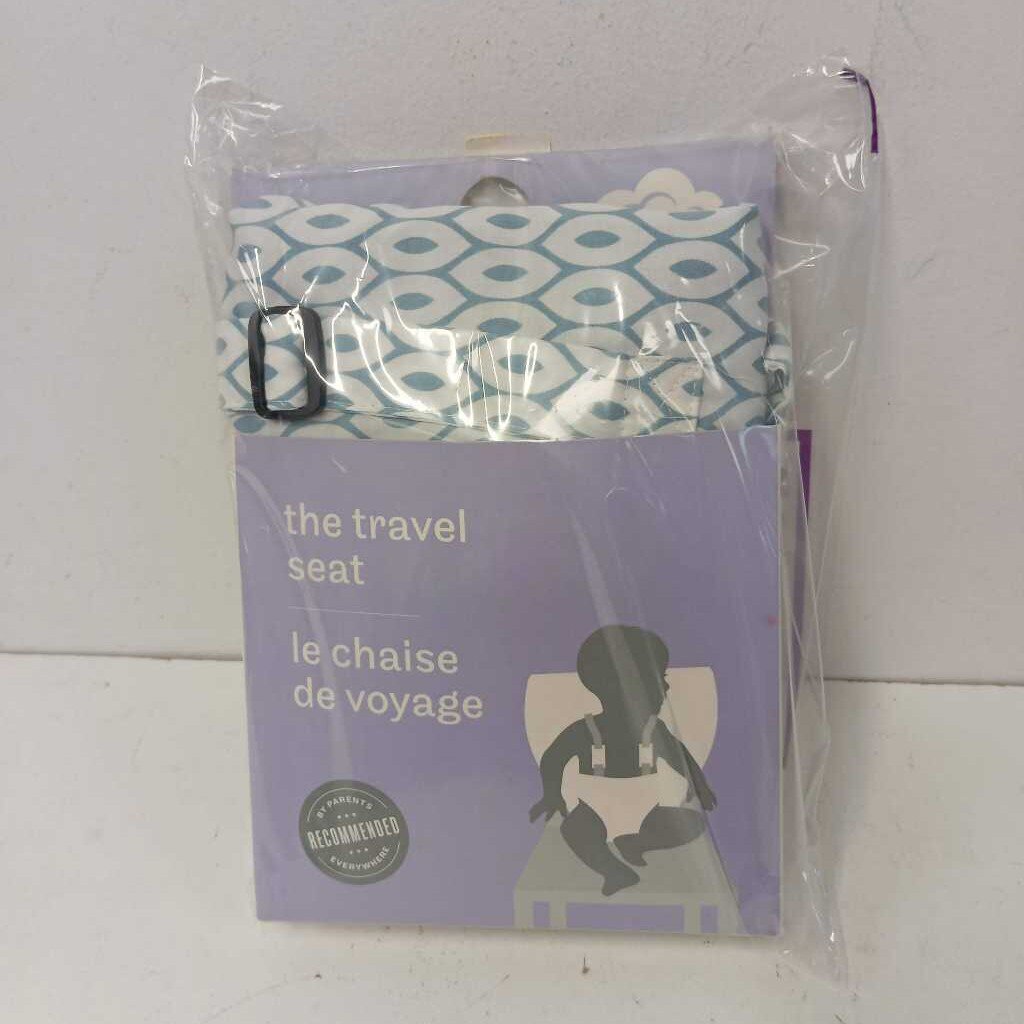 the travel
seat
le chaise
de voyage
BY PARENTS
RECOMMENDED
EVERYWHERE